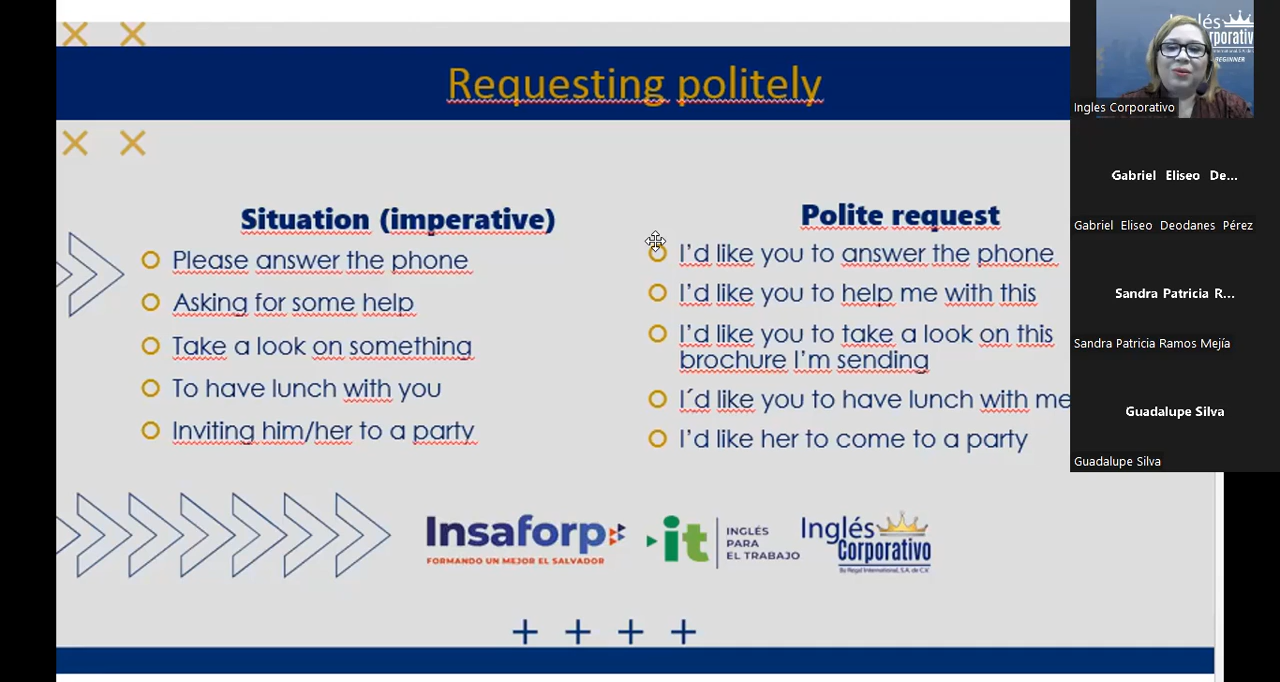 Requesting politely
Situation (imperative)
Please answer the phone
Asking for some help
Take a look on something
To have lunch with you
Inviting him/her to a party
Polite request
I'd like you to answer the phone
I'd like you to help me with this
I'd like you to take a look on this
brochure I'm sending
I´d like you to have lunch with me
I'd like her to come to a party
Insaforp
FORMANDO UN MEJOR EL SALVADOR
it
INGLÉS
PARA
EL TRABAJO
Inglés
Corporativo
By Regal International, S.A. de C.V.
BEGINNER
Ingles Corporativo
Gabriel Eliseo De...
Gabriel Eliseo Deodanes Pérez
Sandra Patricia R...
Sandra Patricia Ramos Mejía
Guadalupe Silva
Guadalupe Silva